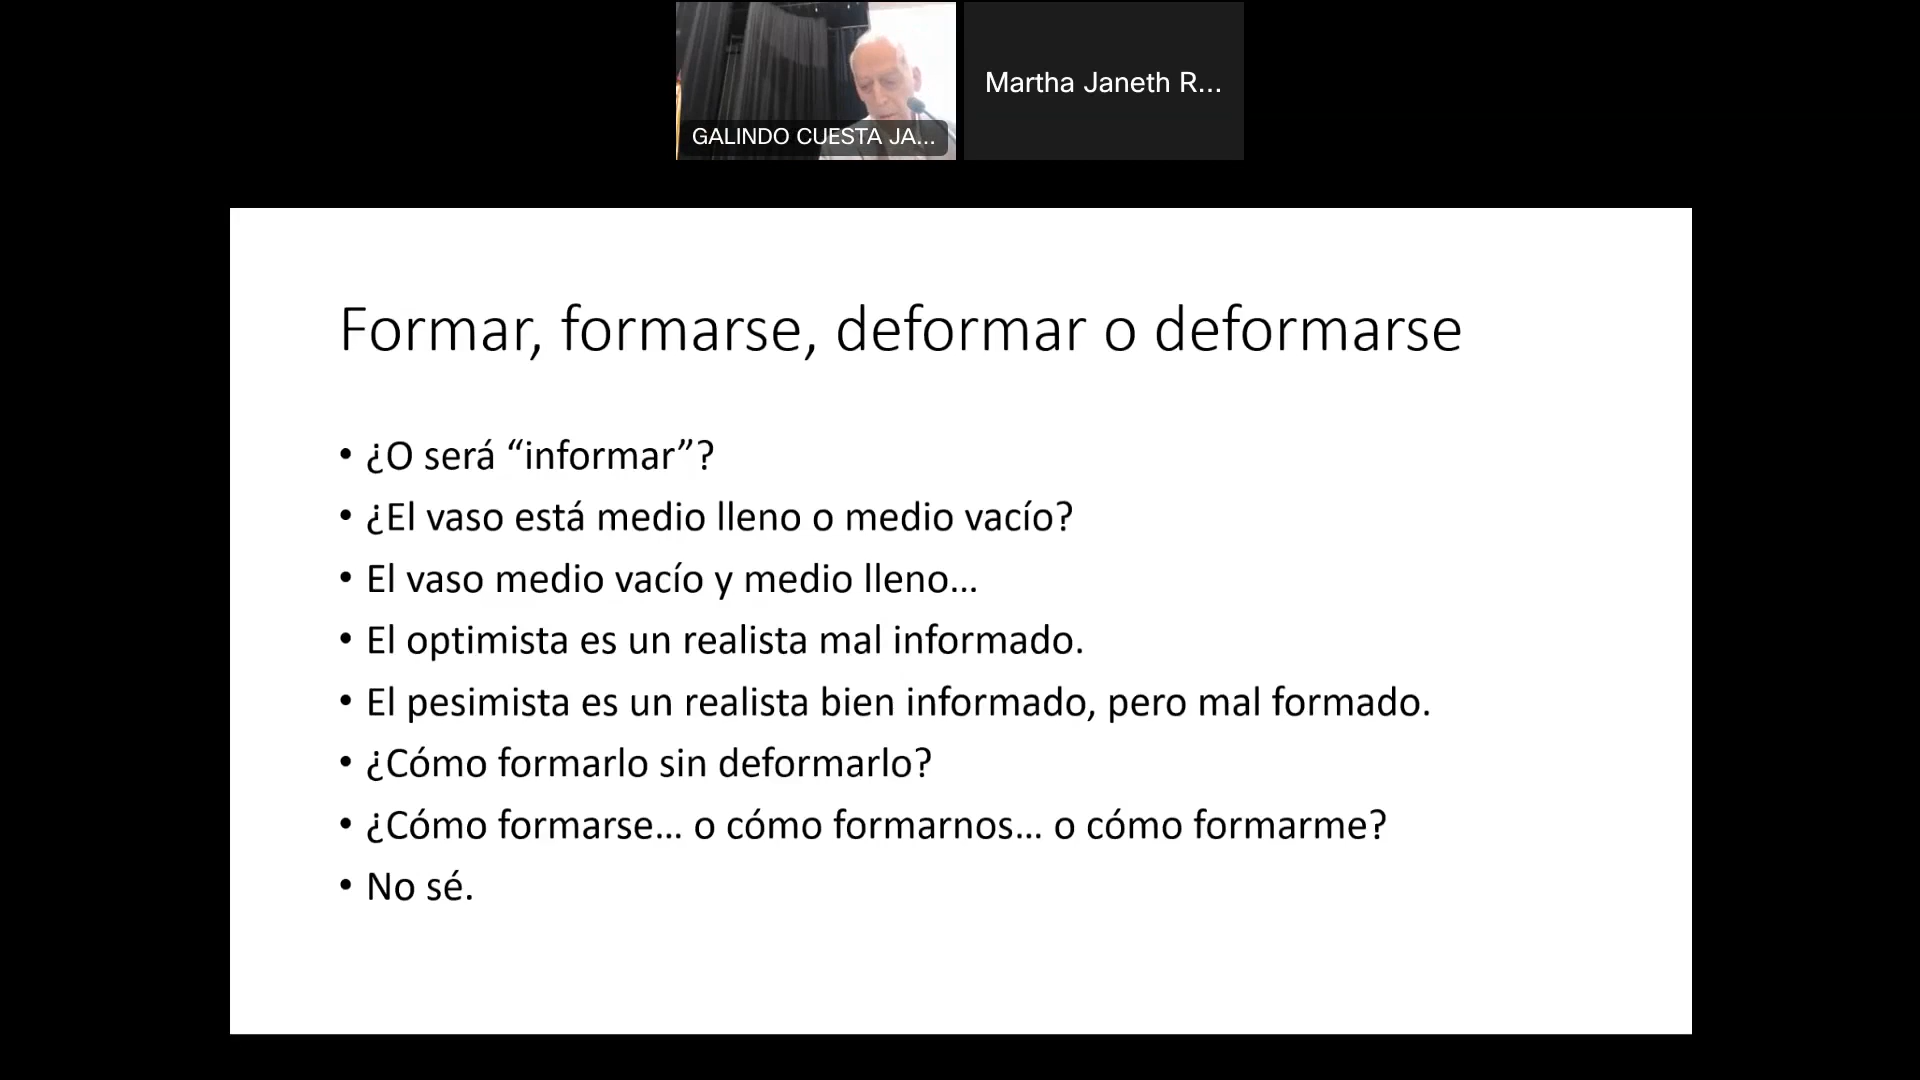 GALINDO CUESTA JA...
Martha Janeth R...
Formar, formarse, deformar o deformarse
• ¿O será “informar”?
• ¿El vaso está medio lleno o medio vacío?
• El vaso medio vacío y medio lleno…
• El optimista es un realista mal informado.
• El pesimista es un realista bien informado, pero mal formado.
• ¿Cómo formarlo sin deformarlo?
• ¿Cómo formarse… o cómo formarnos… o cómo formarme?
• No sé.